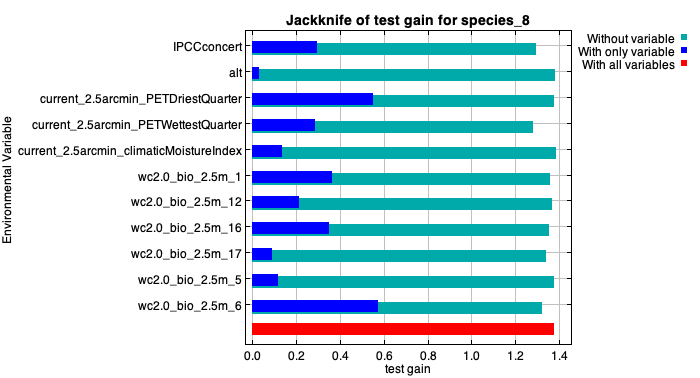 Jackknife of test gain for species_8
Without variable
With only variable
With all variables
Environmental Variable
IPCCconcert
alt
current_2.5arcmin_PETDriestQuarter
current_2.5arcmin_PETWettestQuarter
current_2.5arcmin_climaticMoistureIndex
wc2.0_bio_2.5m_1
wc2.0_bio_2.5m_12
wc2.0_bio_2.5m_16
wc2.0_bio_2.5m_17
wc2.0_bio_2.5m_5
wc2.0_bio_2.5m_6
0.0 0.2 0.4 0.6 0.8 1.0 1.2 1.4
test gain